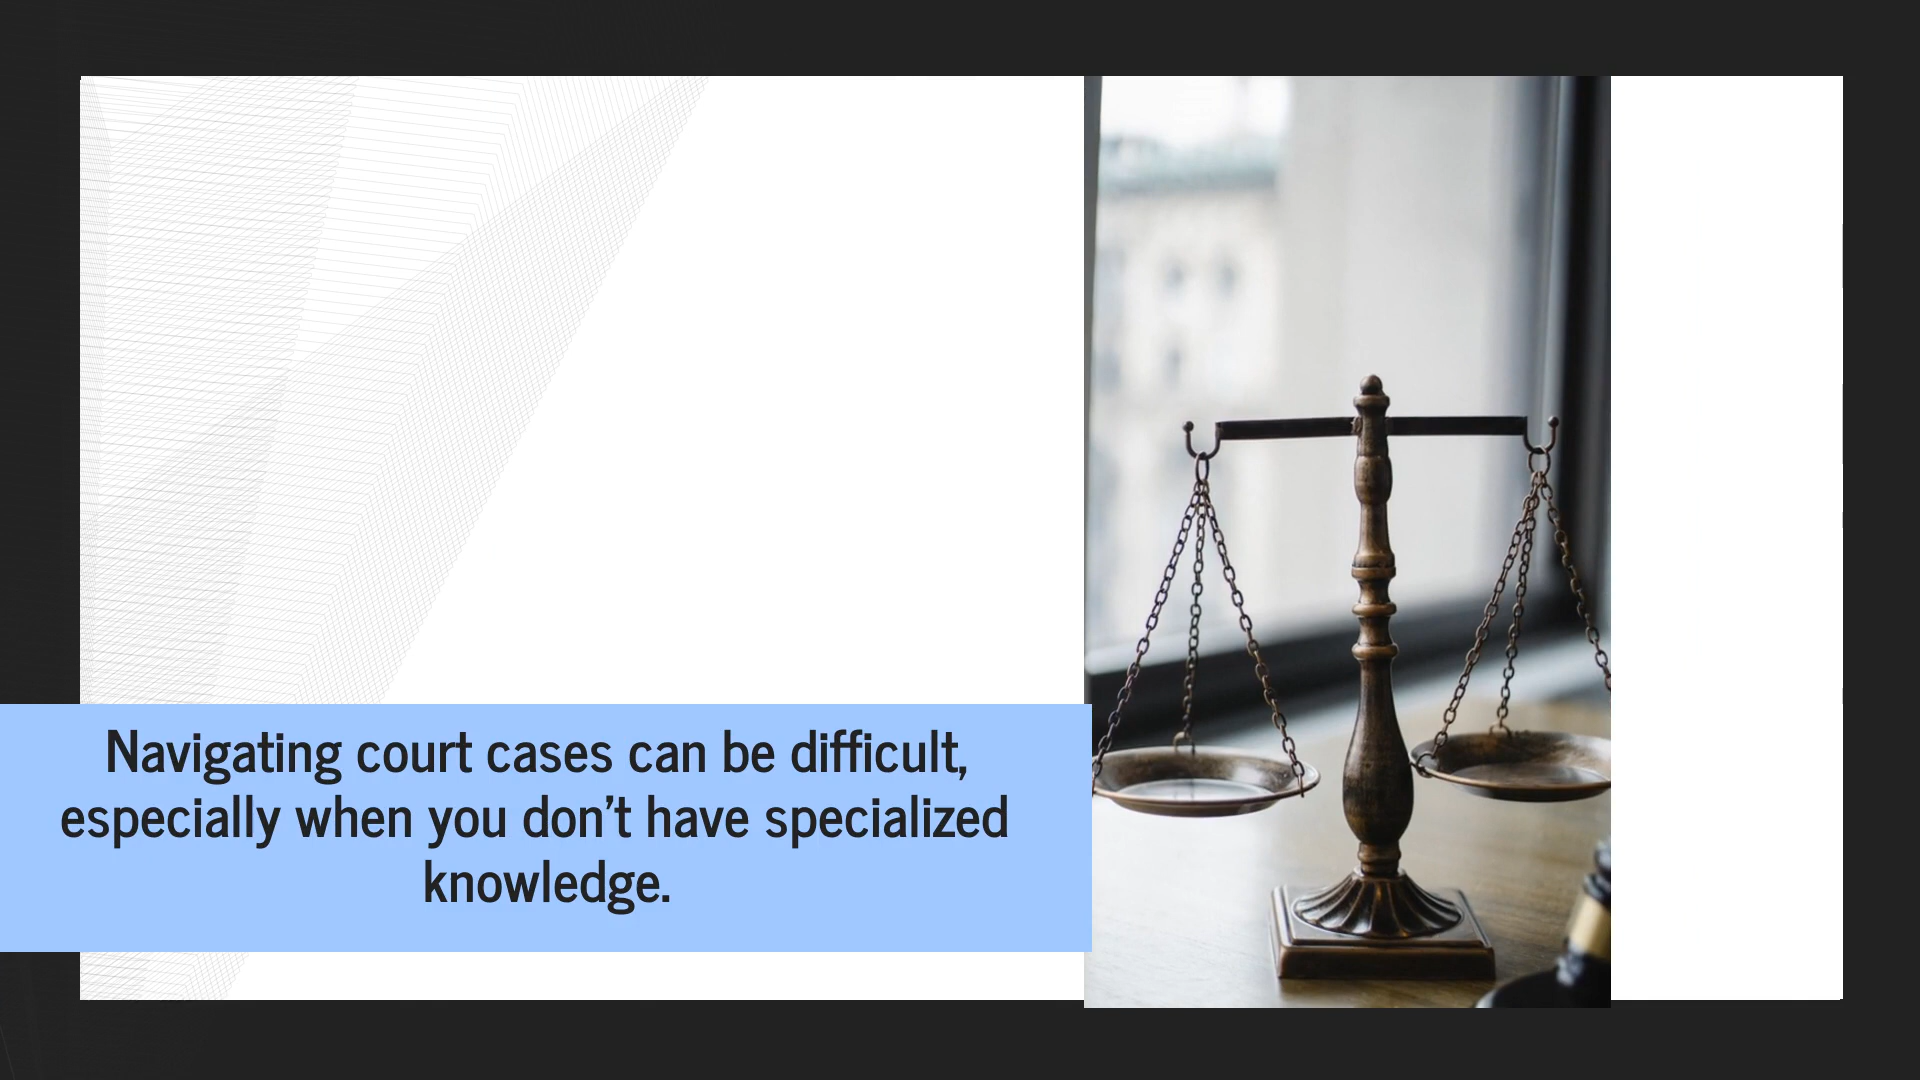 Navigating court cases can be difficult,
especially when you don’t have specialized
knowledge.